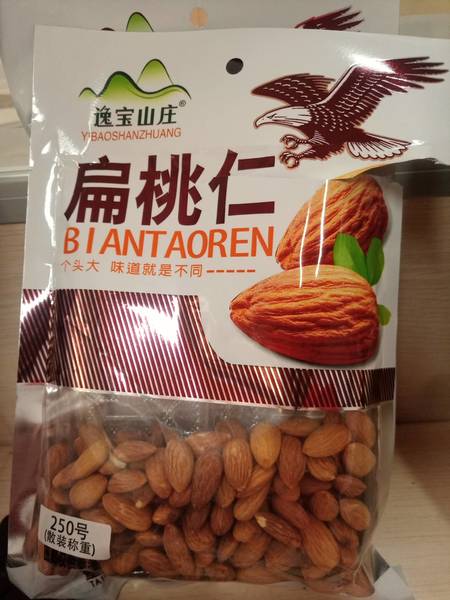 逸宝山庄®
YIBAOSHANZHUANG
扁桃仁
BIANTAOREN
个头大 味道就是不同-----
250号
(散装称重)